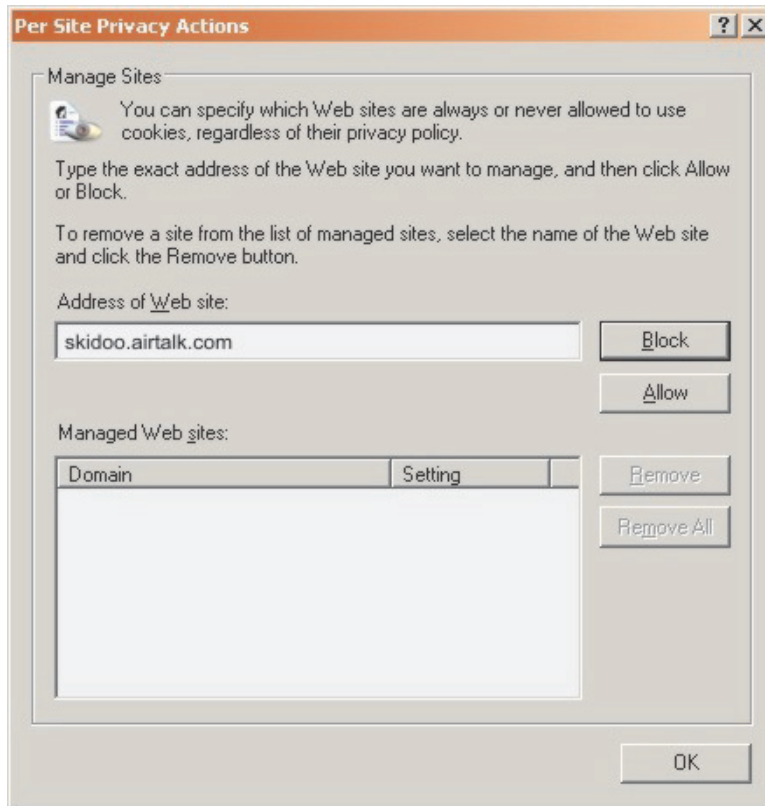 Per Site Privacy Actions
Manage Sites
You can specify which Web sites are always or never allowed to use
cookies, regardless of their privacy policy.
Type the exact address of the Web site you want to manage, and then click Allow
or Block.
To remove a site from the list of managed sites, select the name of the Web site
and click the Remove button.
Address of Web site:
skidoo.airtalk.com
Block
Allow
Managed Web sites:
Domain Setting
Remove
Remove All
OK